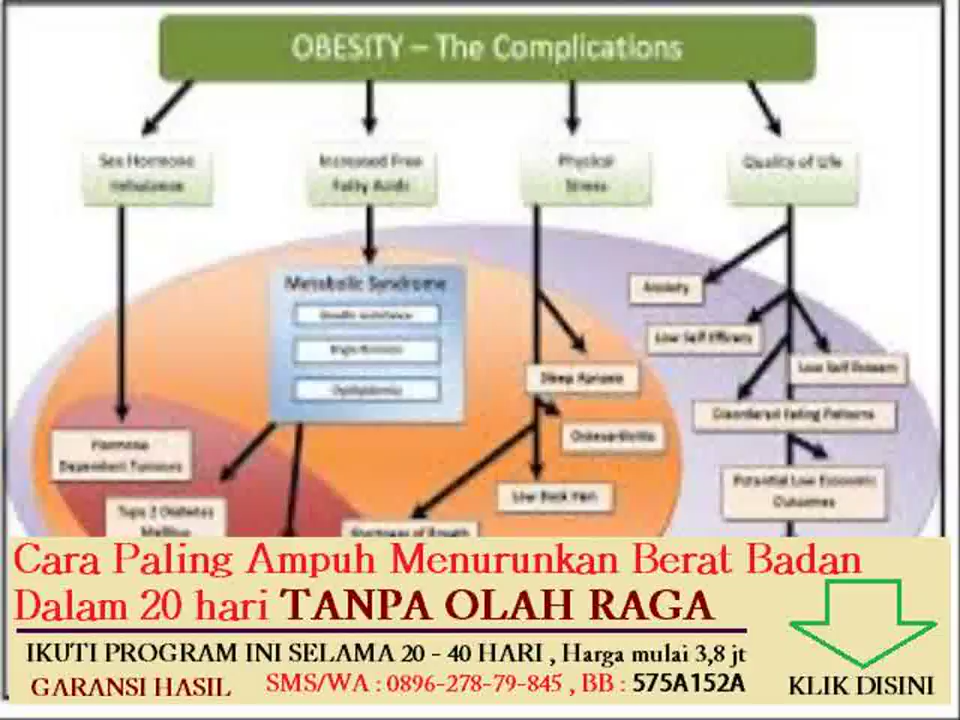 OBESITY – The Complications
Sex Hormone
Imbalance
Increased Free
Fatty Acids
Physical
Stress
Quality of Life
Metabolic Syndrome
Anxiety
Low Self Efficacy
Low Self Esteem
Sleep Apnoea
Disordered Eating Patterns
Hormone
Dependent Tumours
Osteoarthritis
Potential Low Economic
Outcomes
Low Back Pain
Type 2 Diabetes
Mellitus
Shortness of Breath
Cara Paling Ampuh Menurunkan Berat Badan
Dalam 20 hari TANPA OLAH RAGA
IKUTI PROGRAM INI SELAMA 20 - 40 HARI , Harga mulai 3,8 jt
GARANSI HASIL SMS/WA : 0896-278-79-845 , BB : 575A152A
KLIK DISINI